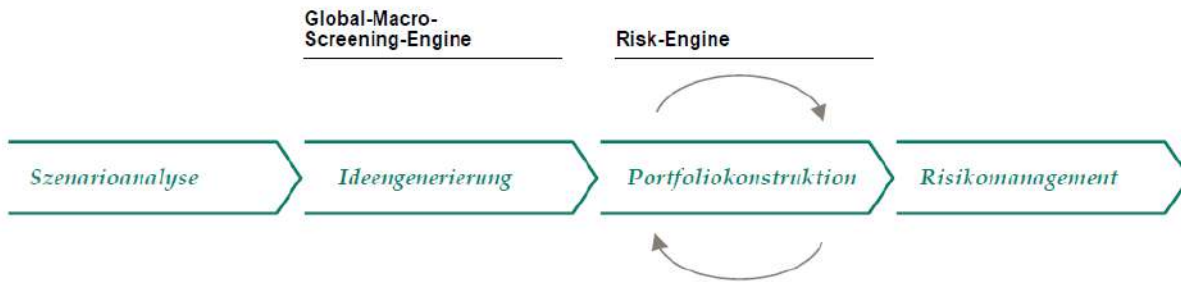 Global-Macro-
Screening-Engine
Risk-Engine
Szenarioanalyse
Ideengenerierung
Portfoliokonstruktion
Risikomanagement